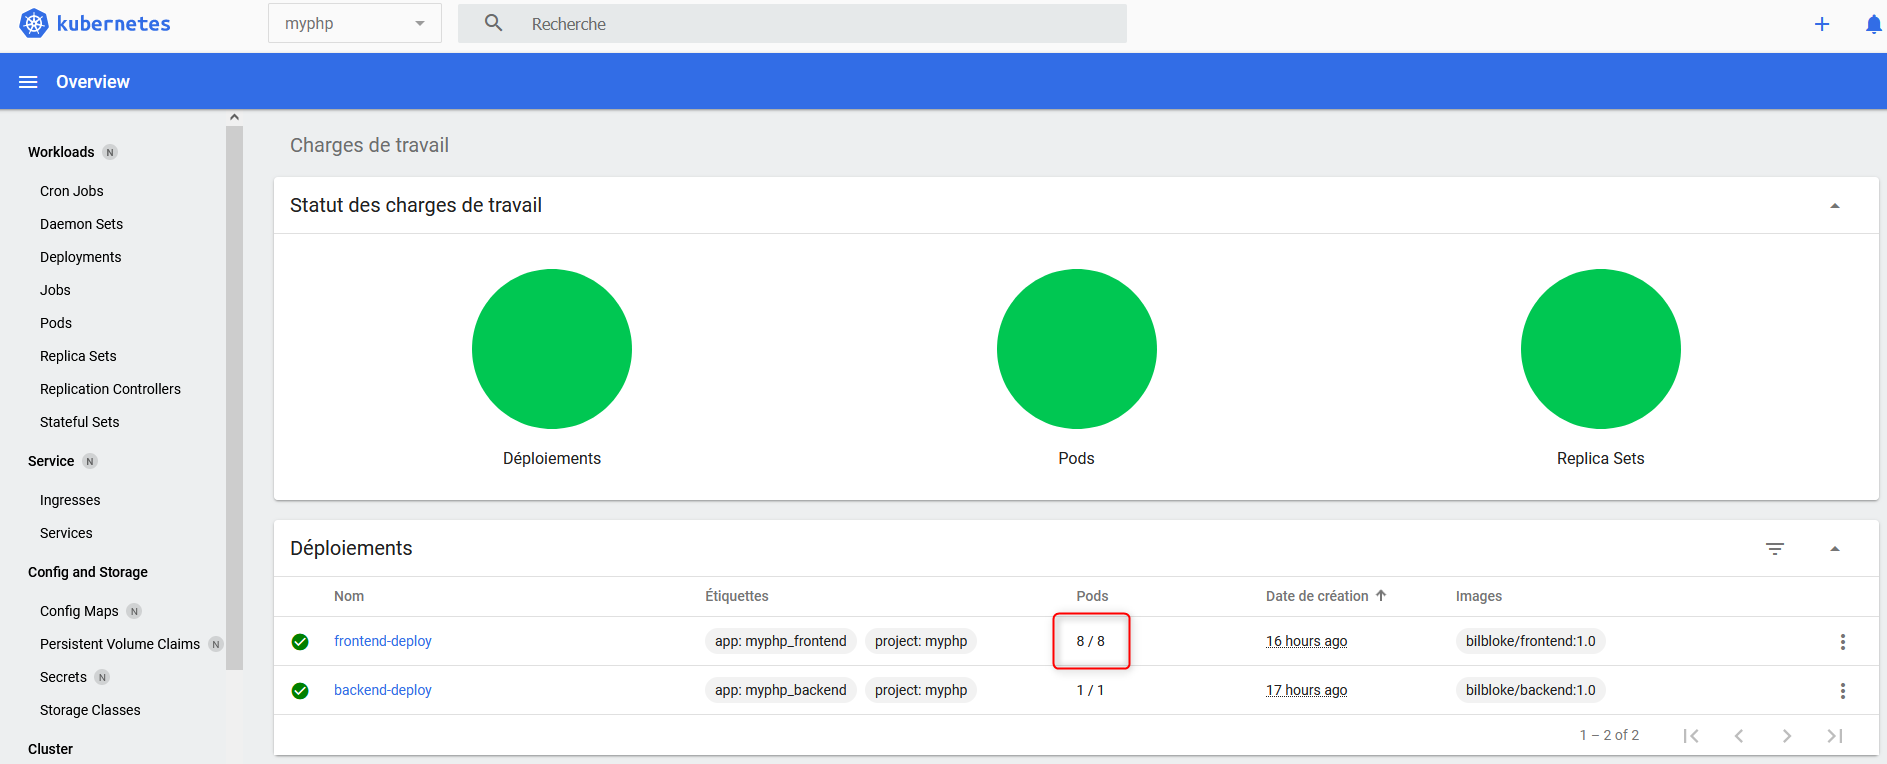 kubernetes
myphp
Recherche
Overview
Workloads N
Cron Jobs
Daemon Sets
Deployments
Jobs
Pods
Replica Sets
Replication Controllers
Stateful Sets
Service N
Ingresses
Services
Config and Storage
Config Maps N
Persistent Volume Claims N
Secrets N
Storage Classes
Cluster
Charges de travail
Statut des charges de travail
Déploiements
Pods
Replica Sets
Déploiements
Nom Étiquettes Pods Date de création Images
frontend-deploy app: myphp_frontend project: myphp 8 / 8 16 hours ago bilbloke/frontend:1.0
backend-deploy app: myphp_backend project: myphp 1 / 1 17 hours ago bilbloke/backend:1.0
1 – 2 of 2